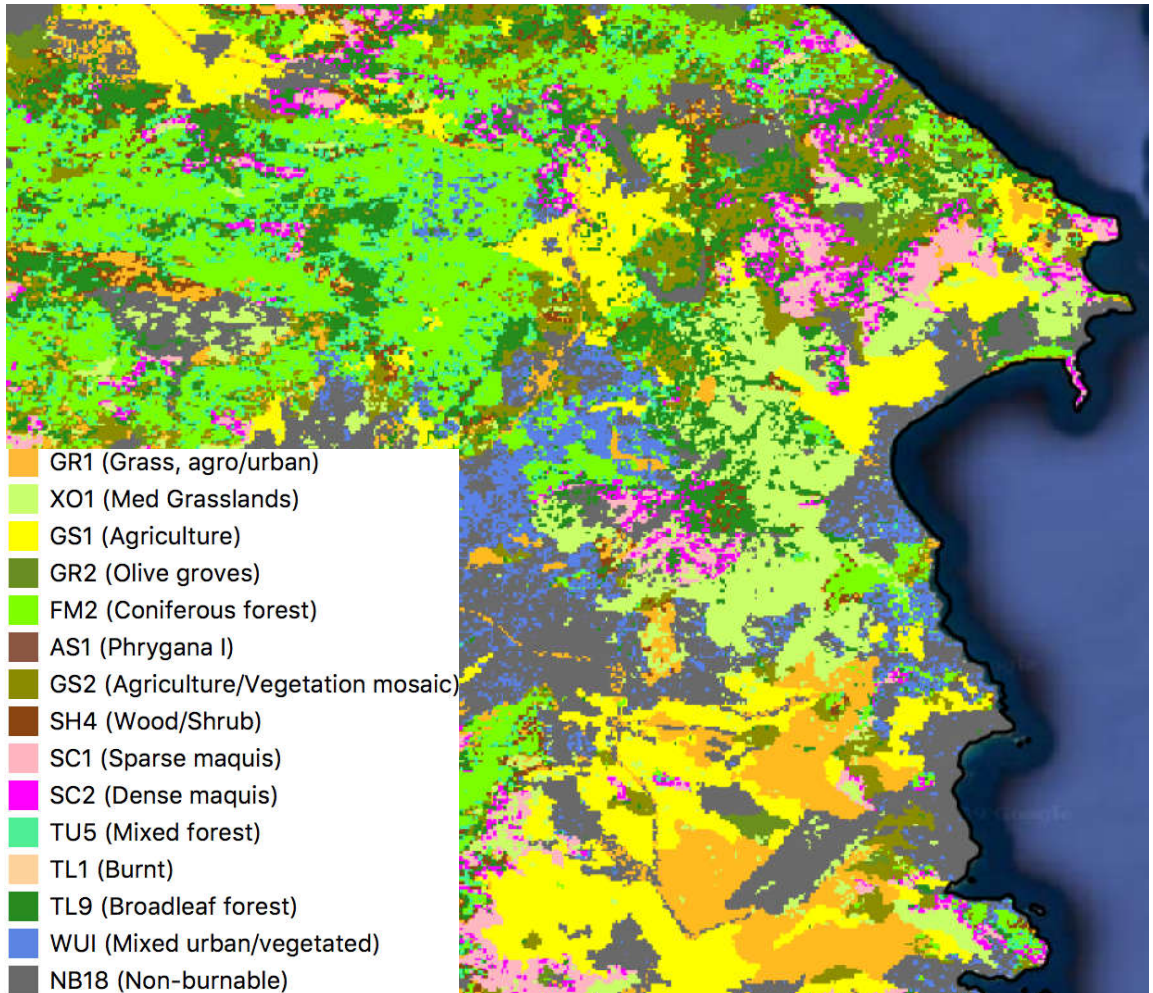 GR1 (Grass, agro/urban)
XO1 (Med Grasslands)
GS1 (Agriculture)
GR2 (Olive groves)
FM2 (Coniferous forest)
AS1 (Phrygana I)
GS2 (Agriculture/Vegetation mosaic)
SH4 (Wood/Shrub)
SC1 (Sparse maquis)
SC2 (Dense maquis)
TU5 (Mixed forest)
TL1 (Burnt)
TL9 (Broadleaf forest)
WUI (Mixed urban/vegetated)
NB18 (Non-burnable)
Google